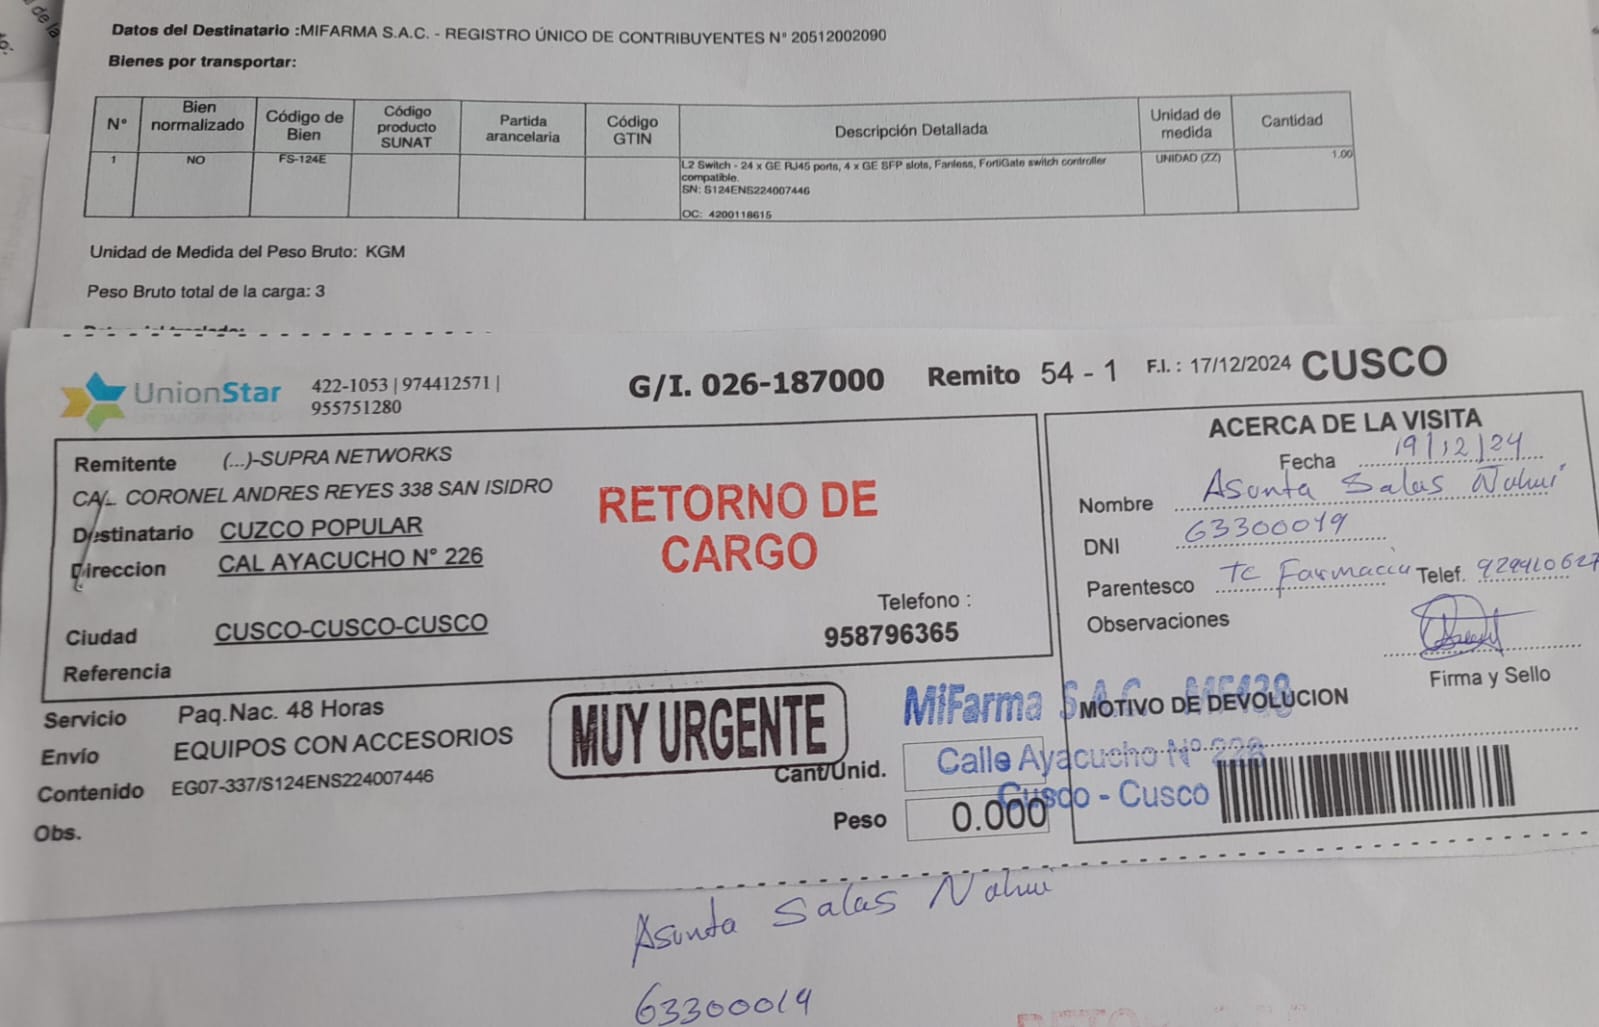 Datos del Destinatario :MIFARMA S.A.C. - REGISTRO ÚNICO DE CONTRIBUYENTES N° 20512002090
Bienes por transportar:
N° Bien normalizado Código de Bien Código producto SUNAT Partida arancelaria Código GTIN Descripción Detallada Unidad de medida Cantidad
1 NO FS-124E L2 Switch - 24 x GE RJ45 ports, 4 x GE SFP slots, Fanless, FortiGate switch controller UNIDAD (ZZ) 1.00
compatible.
SN: S124ENS224007446
OC: 4200118615
Unidad de Medida del Peso Bruto: KGM
Peso Bruto total de la carga: 3
UnionStar
422-1053 | 974412571 |
955751280
G/I. 026-187000 Remito 54 - 1 F.I. : 17/12/2024 CUSCO
Remitente (...)-SUPRA NETWORKS
CAL CORONEL ANDRES REYES 338 SAN ISIDRO
Destinatario CUZCO POPULAR
Direccion CAL AYACUCHO N° 226
Ciudad CUSCO-CUSCO-CUSCO
Referencia
RETORNO DE
CARGO
Telefono :
958796365
ACERCA DE LA VISITA
Fecha 19/12/24
Nombre Asunta Salas Ñahui
DNI 63300019
Parentesco TC Farmacia Telef. 929410627
Observaciones
Firma y Sello
MOTIVO DE DEVOLUCION
Servicio Paq.Nac. 48 Horas
Envío EQUIPOS CON ACCESORIOS
Contenido EG07-337/S124ENS224007446
Obs.
MUY URGENTE
Cant/Unid.
Peso 0.000
MiFarma S.A.C. MF438
Calle Ayacucho N° 226
Cusco - Cusco
Asunta Salas Ñahui
63300019